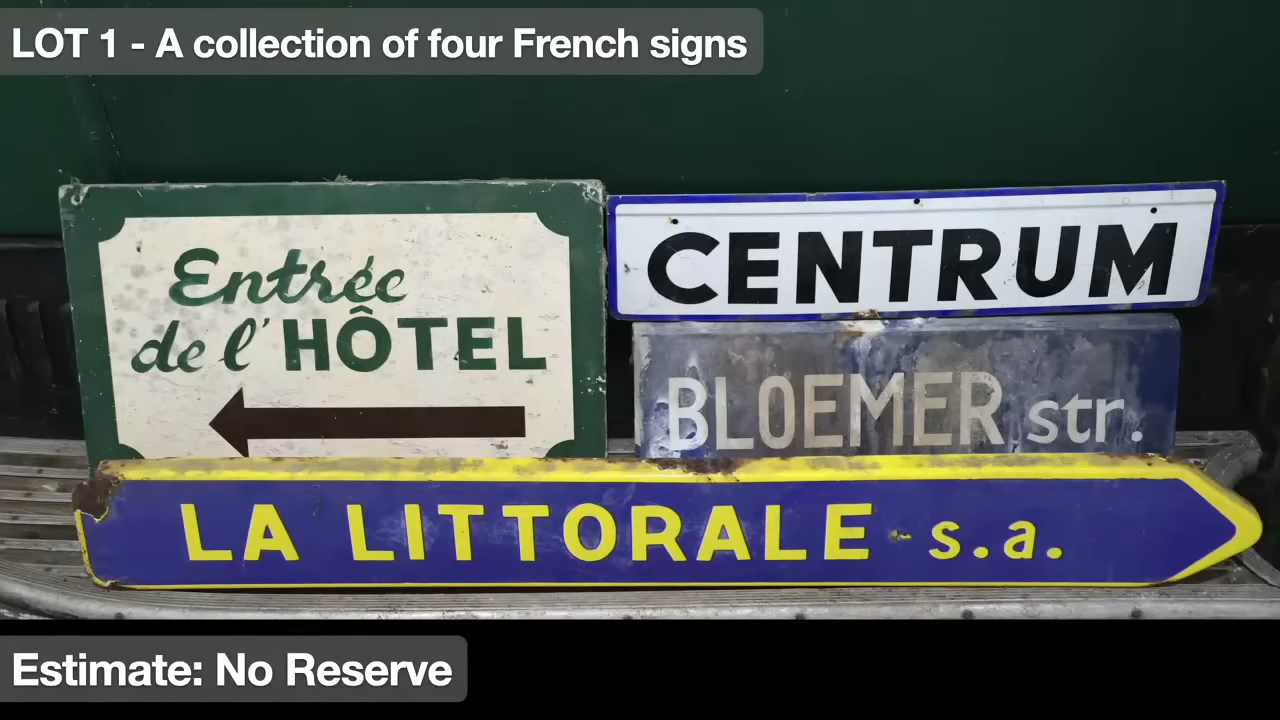 LOT 1 - A collection of four French signs
Entrée
de l'HÔTEL
CENTRUM
BLOEMER str.
LA LITTORALE s.a.
Estimate: No Reserve